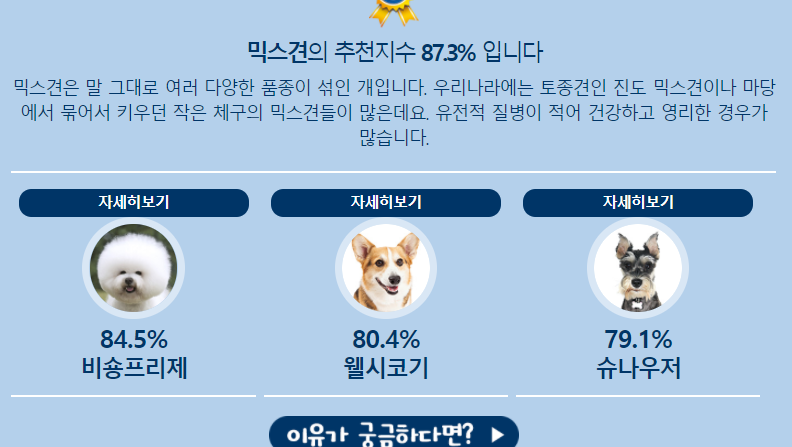 믹스견의 추천지수 87.3% 입니다
믹스견은 말 그대로 여러 다양한 품종이 섞인 개입니다. 우리나라에는 토종견인 진도 믹스견이나 마당
에서 묶어서 키우던 작은 체구의 믹스견들이 많은데요. 유전적 질병이 적어 건강하고 영리한 경우가
많습니다.
자세히보기 자세히보기 자세히보기
84.5% 80.4% 79.1%
비숑프리제 웰시코기 슈나우저
이유가 궁금하다면? ▶